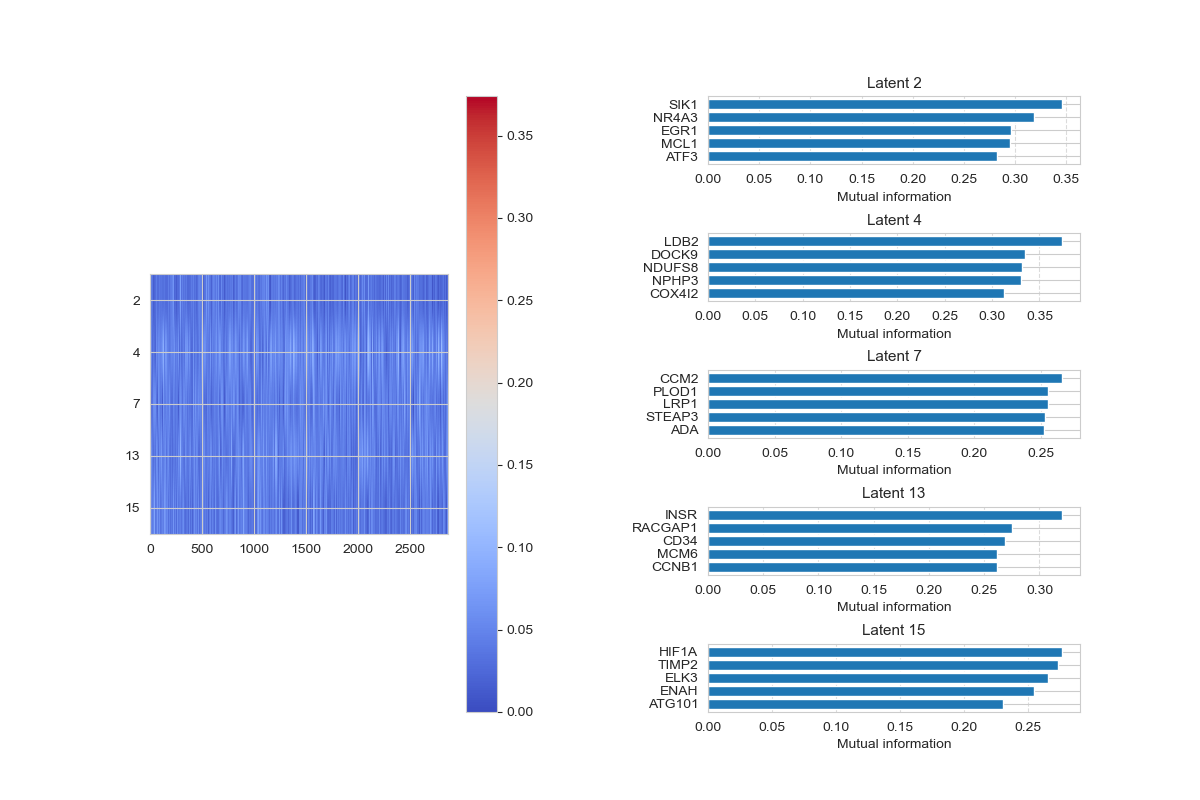 2
4
7
13
15
0 500 1000 1500 2000 2500
0.35
0.30
0.25
0.20
0.15
0.10
0.05
0.00
Latent 2
SIK1
NR4A3
EGR1
MCL1
ATF3
0.00 0.05 0.10 0.15 0.20 0.25 0.30 0.35
Mutual information
Latent 4
LDB2
DOCK9
NDUFS8
NPHP3
COX4I2
0.00 0.05 0.10 0.15 0.20 0.25 0.30 0.35
Mutual information
Latent 7
CCM2
PLOD1
LRP1
STEAP3
ADA
0.00 0.05 0.10 0.15 0.20 0.25
Mutual information
Latent 13
INSR
RACGAP1
CD34
MCM6
CCNB1
0.00 0.05 0.10 0.15 0.20 0.25 0.30
Mutual information
Latent 15
HIF1A
TIMP2
ELK3
ENAH
ATG101
0.00 0.05 0.10 0.15 0.20 0.25
Mutual information